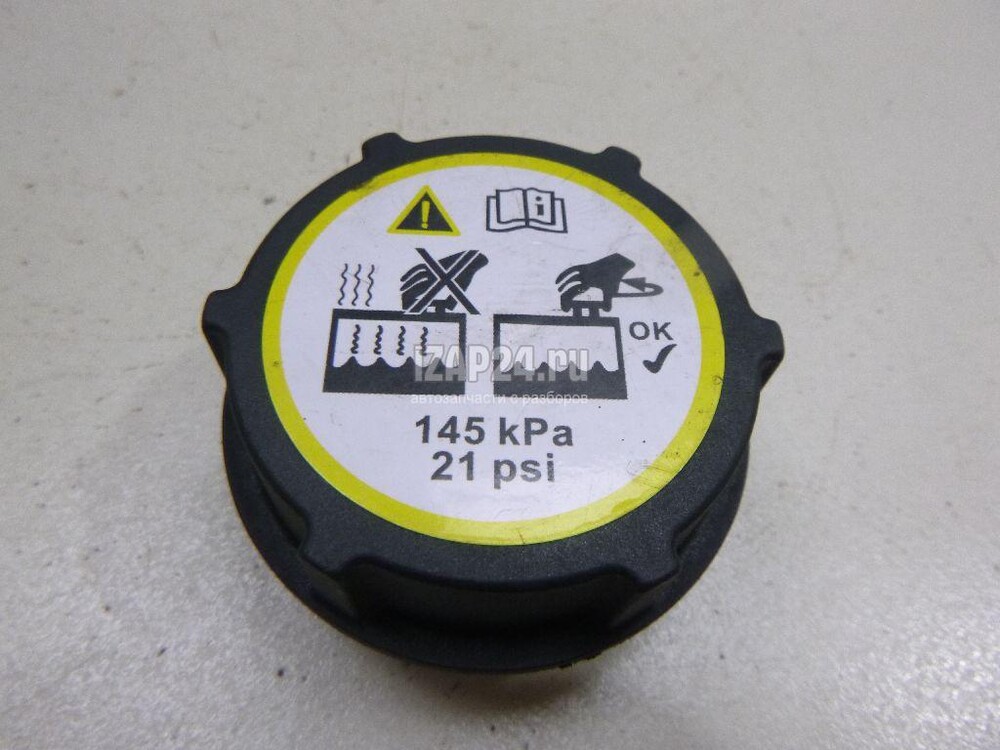 OK
iZAP24.ru
автозапчасти с разборов
145 kPa
21 psi